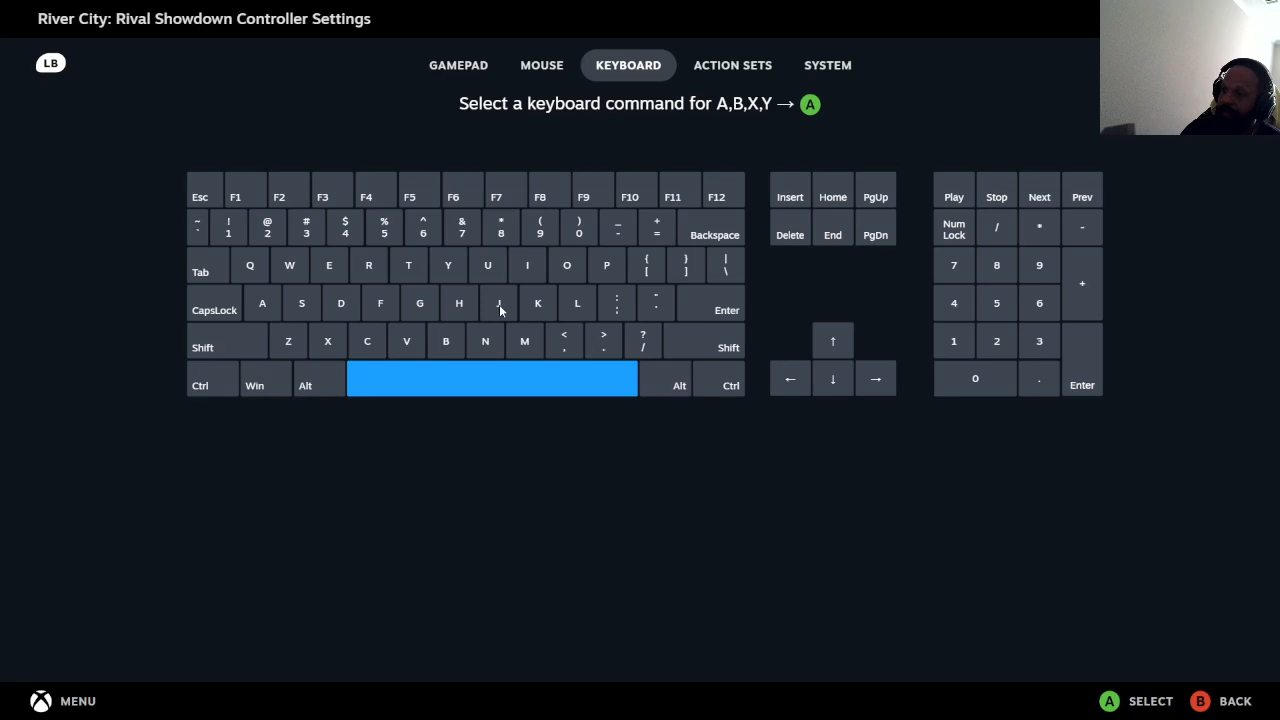 River City: Rival Showdown Controller Settings
LB
GAMEPAD MOUSE KEYBOARD ACTION SETS SYSTEM
Select a keyboard command for A,B,X,Y → A
Esc F1 F2 F3 F4 F5 F6 F7 F8 F9 F10 F11 F12 Insert Home PgUp Play Stop Next Prev
~ ! @ # $ % ^ & * ( ) _ +
` 1 2 3 4 5 6 7 8 9 0 - = Backspace Delete End PgDn Num Lock / * -
Tab Q W E R T Y U I O P { [ } ] | \ 7 8 9 +
CapsLock A S D F G H J K L : ; " ' Enter 4 5 6
Shift Z X C V B N M < , > . ? / Shift ↑ 1 2 3
Ctrl Win Alt Alt Ctrl ← ↓ → 0 . Enter
MENU A SELECT B BACK